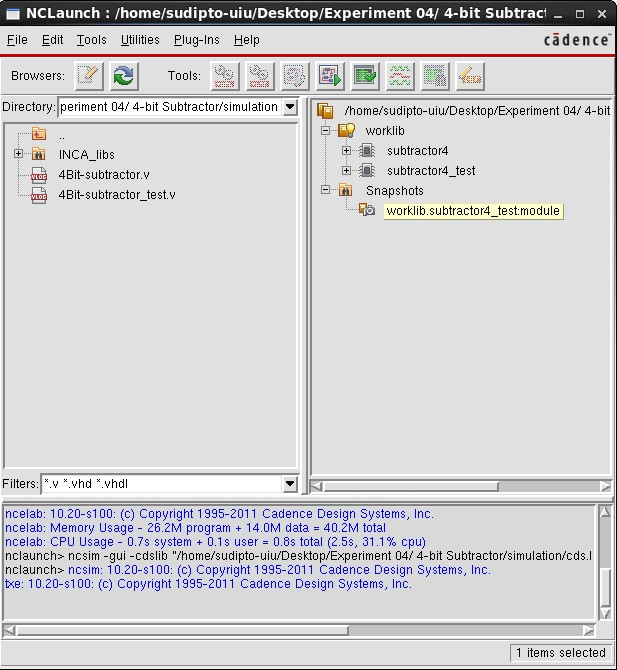 NCLaunch : /home/sudipto-uiu/Desktop/Experiment 04/ 4-bit Subtract
File Edit Tools Utilities Plug-Ins Help cādence
Browsers: Tools:
Directory: periment 04/ 4-bit Subtractor/simulation
..
INCA_libs
4Bit-subtractor.v
4Bit-subtractor_test.v
Filters: *.v *.vhd *.vhdl
/home/sudipto-uiu/Desktop/Experiment 04/ 4-bit
worklib
subtractor4
subtractor4_test
Snapshots
worklib.subtractor4_test:module
ncelab: 10.20-s100: (c) Copyright 1995-2011 Cadence Design Systems, Inc.
ncelab: Memory Usage - 26.2M program + 14.0M data = 40.2M total
ncelab: CPU Usage - 0.7s system + 0.1s user = 0.8s total (2.5s, 31.1% cpu)
nclaunch> ncsim -gui -cdslib "/home/sudipto-uiu/Desktop/Experiment 04/ 4-bit Subtractor/simulation/cds.l
nclaunch> ncsim: 10.20-s100: (c) Copyright 1995-2011 Cadence Design Systems, Inc.
txe: 10.20-s100: (c) Copyright 1995-2011 Cadence Design Systems, Inc.
1 items selected